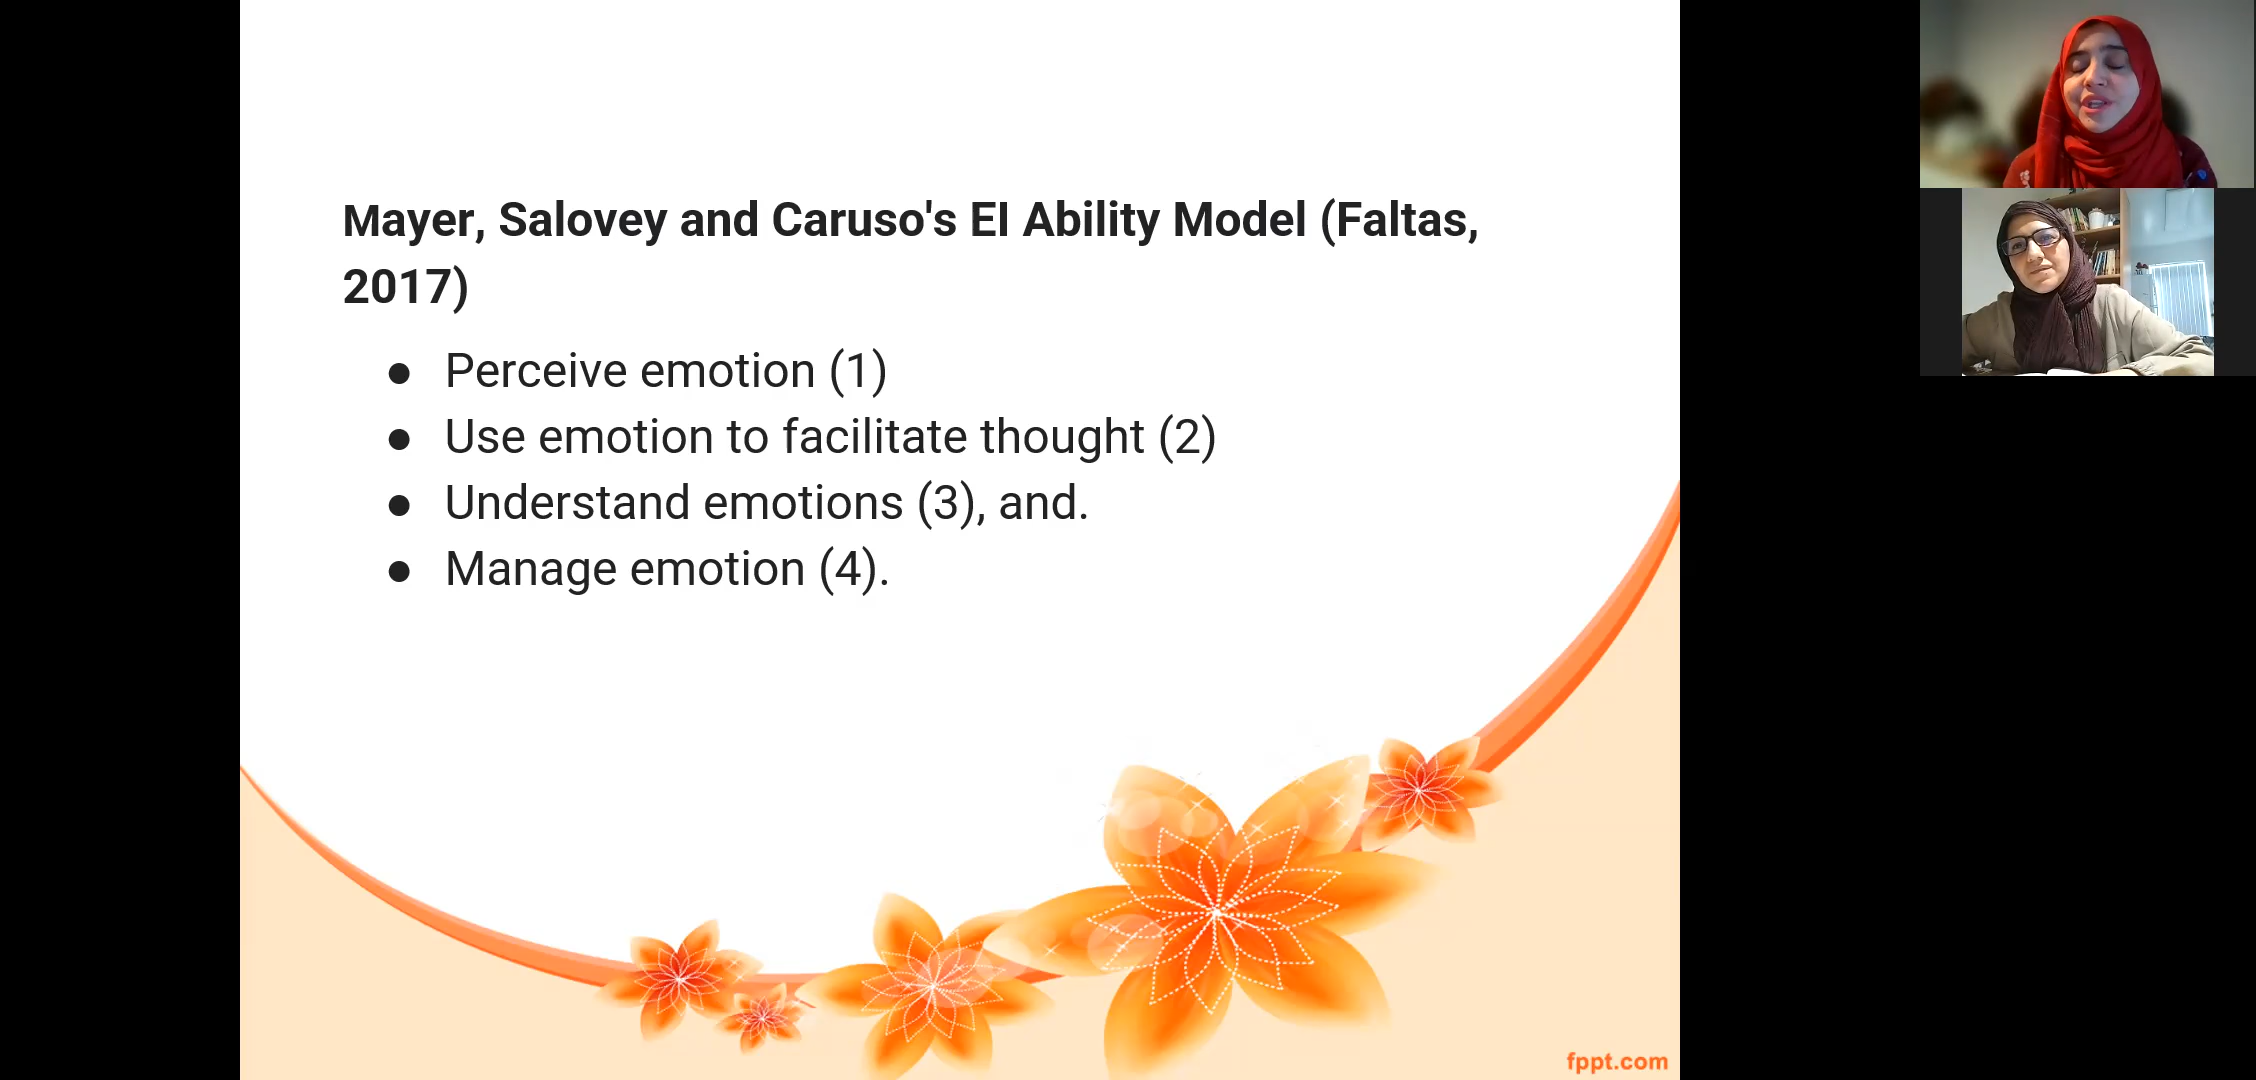 Mayer, Salovey and Caruso's EI Ability Model (Faltas,
2017)
● Perceive emotion (1)
● Use emotion to facilitate thought (2)
● Understand emotions (3), and.
● Manage emotion (4).
fppt.com